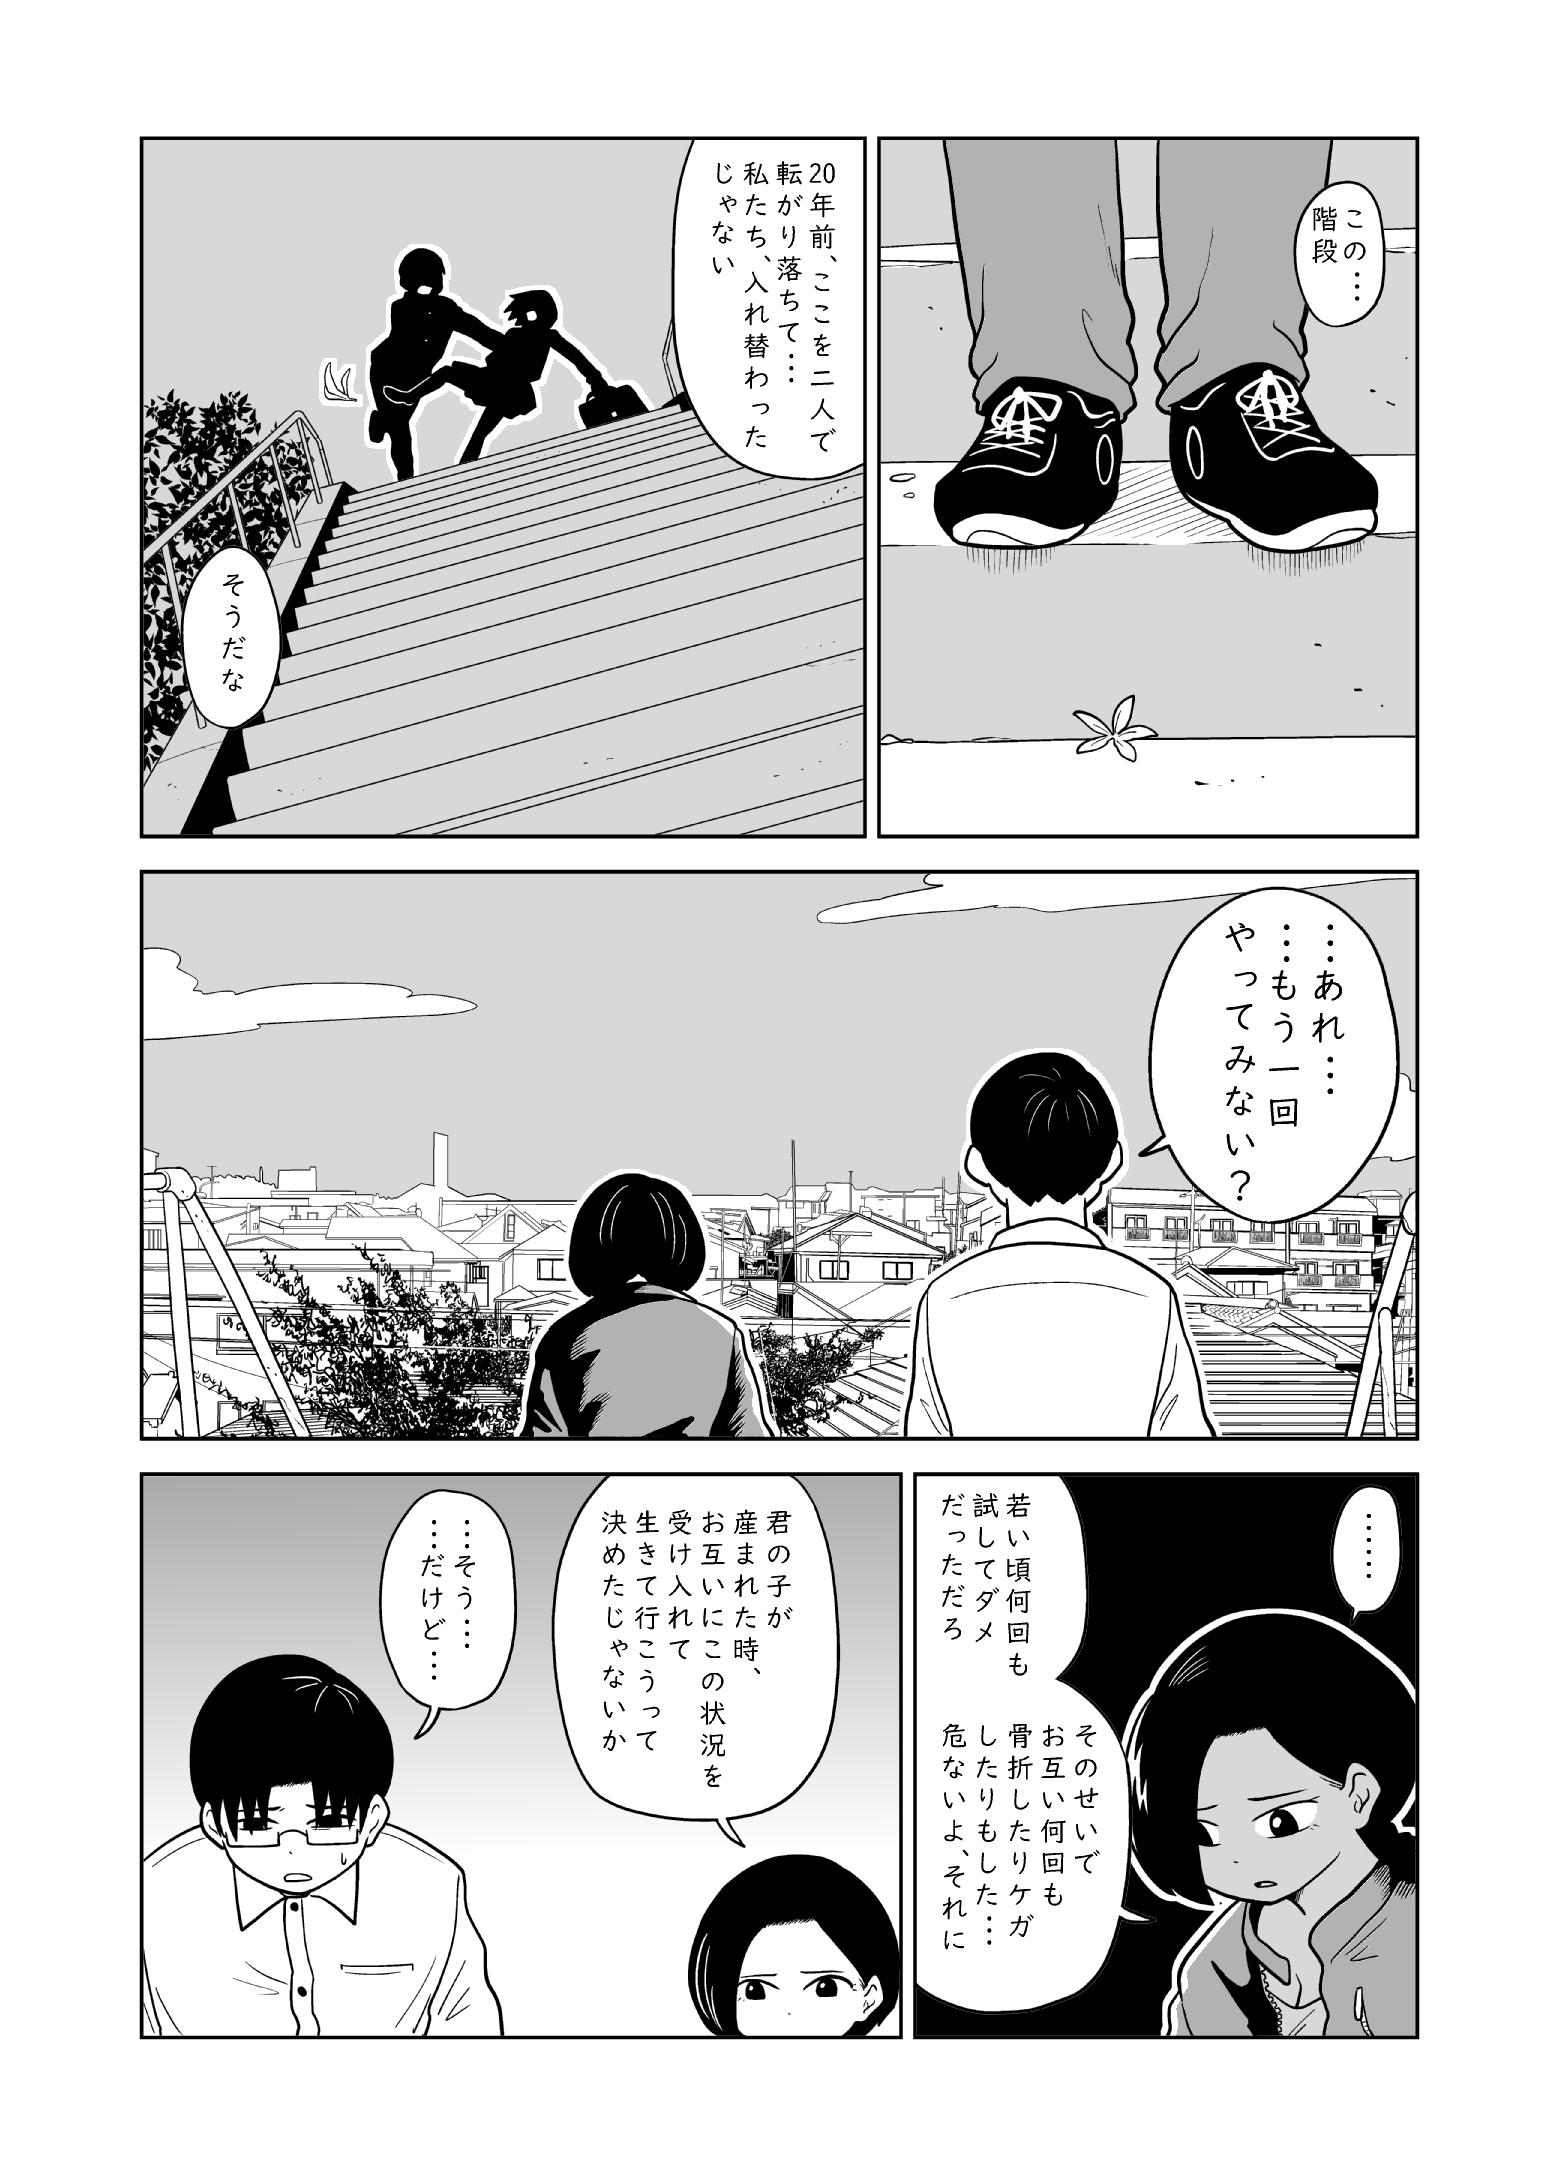 この…
階段
20年前、ここを二人で
転がり落ちて…
私たち、入れ替わった
じゃない
そうだな
…あれ…
…もう一回
やってみない？
……
若い頃何回も
試してダメ
だっただろ
そのせいで
お互い何回も
骨折したりケガ
したりもした…
危ないよ、それに
君の子が
産まれた時、
お互いにこの状況を
受け入れて
生きて行こうって
決めたじゃないか
…そう…
…だけど…